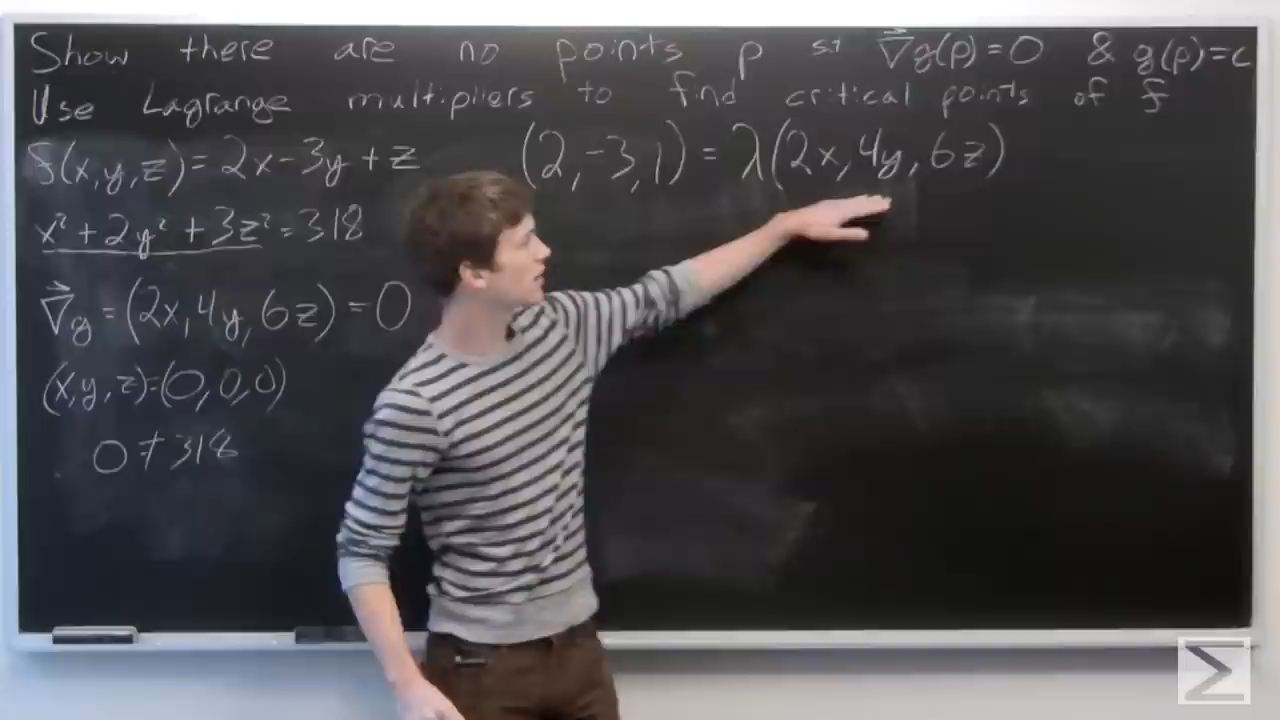 Show there are no points p st ∇⃗g(p)=0 & g(p)=c
Use Lagrange multipliers to find critical points of f
f(x,y,z)=2x-3y+z
(2,-3,1)=λ(2x,4y,6z)
x²+2y²+3z²=318
∇⃗g=(2x,4y,6z)=0
(x,y,z)=(0,0,0)
0≠318
Σ